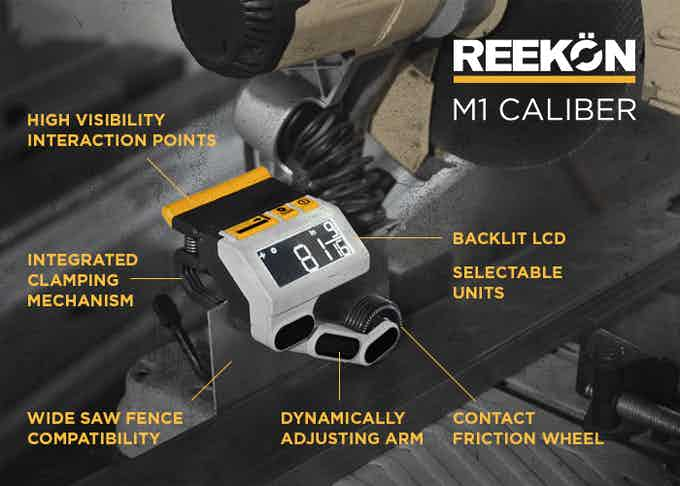 REEKÖN
M1 CALIBER
HIGH VISIBILITY
INTERACTION POINTS
INTEGRATED
CLAMPING
MECHANISM
BACKLIT LCD
SELECTABLE
UNITS
WIDE SAW FENCE
COMPATIBILITY
DYNAMICALLY
ADJUSTING ARM
CONTACT
FRICTION WHEEL